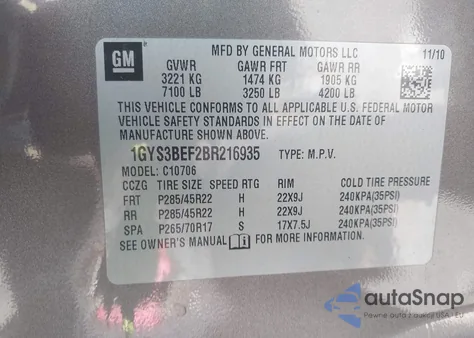 GM
MFD BY GENERAL MOTORS LLC
11/10
GVWR GAWR FRT GAWR RR
3221 KG 1474 KG 1905 KG
7100 LB 3250 LB 4200 LB
THIS VEHICLE CONFORMS TO ALL APPLICABLE U.S. FEDERAL MOTOR
VEHICLE SAFETY STANDARDS IN EFFECT ON THE DATE OF
MANUFACTURE SHOWN ABOVE.
1GYS3BEF2BR216935 TYPE: M.P.V.
MODEL: C10706
CCZG TIRE SIZE SPEED RTG RIM COLD TIRE PRESSURE
FRT P285/45R22 H 22X9J 240KPA(35PSI)
RR P285/45R22 H 22X9J 240KPA(35PSI)
SPA P265/70R17 S 17X7.5J 240KPA(35PSI)
SEE OWNER'S MANUAL FOR MORE INFORMATION.
autoSnap